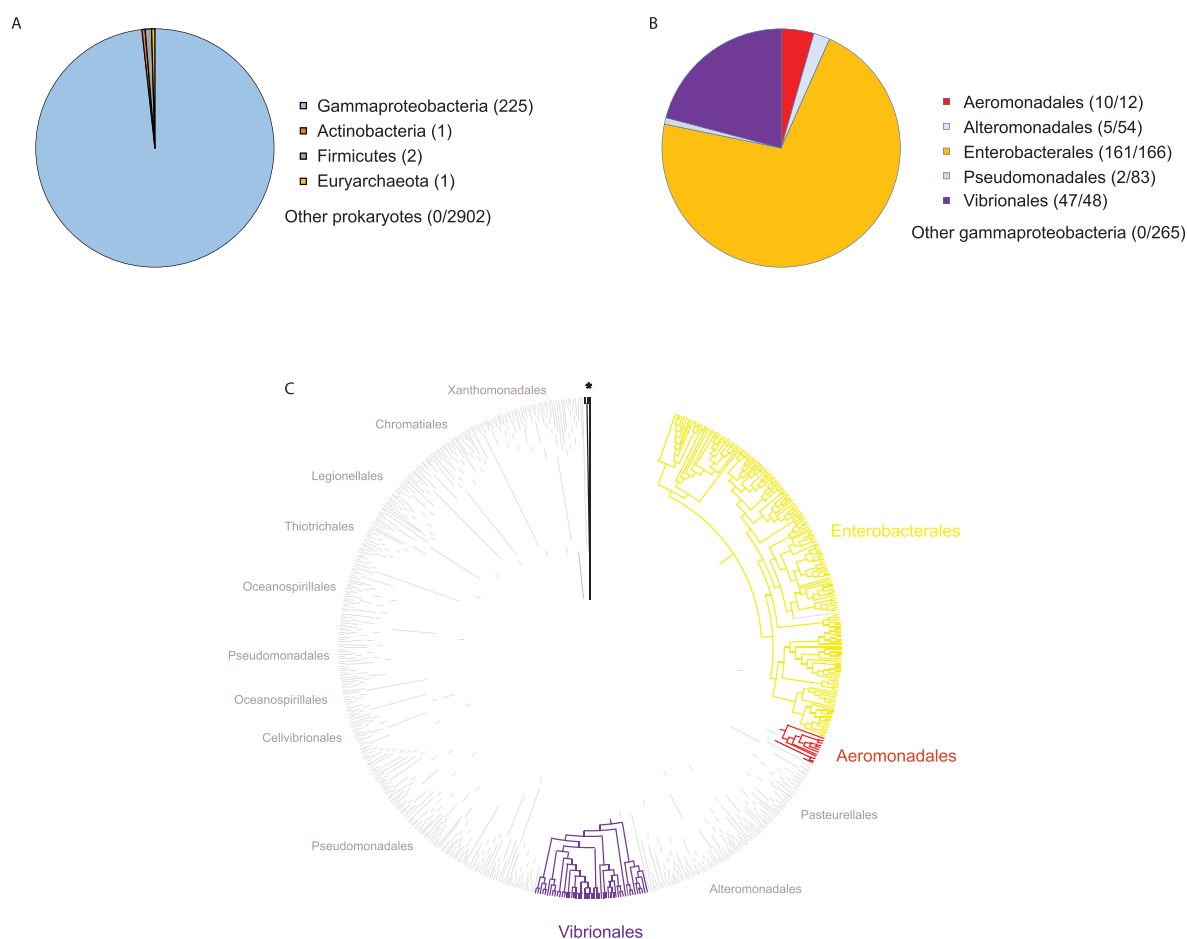 A
Gammaproteobacteria (225)
Actinobacteria (1)
Firmicutes (2)
Euryarchaeota (1)
Other prokaryotes (0/2902)
B
Aeromonadales (10/12)
Alteromonadales (5/54)
Enterobacterales (161/166)
Pseudomonadales (2/83)
Vibrionales (47/48)
Other gammaproteobacteria (0/265)
C
Xanthomonadales
*
Chromatiales
Legionellales
Thiotrichales
Oceanospirillales
Pseudomonadales
Oceanospirillales
Cellvibrionales
Pseudomonadales
Enterobacterales
Aeromonadales
Pasteurellales
Alteromonadales
Vibrionales